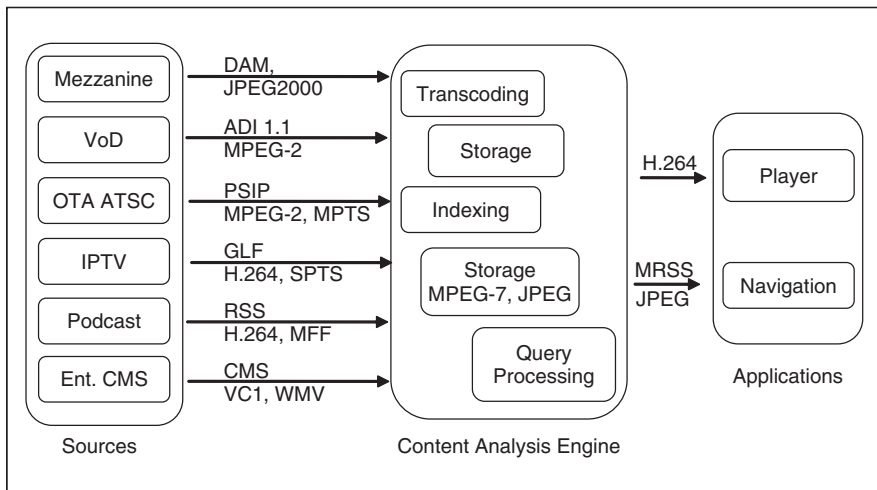 Mezzanine
VoD
OTA ATSC
IPTV
Podcast
Ent. CMS
Sources
DAM,
JPEG2000
ADI 1.1
MPEG-2
PSIP
MPEG-2, MPTS
GLF
H.264, SPTS
RSS
H.264, MFF
CMS
VC1, WMV
Transcoding
Storage
Indexing
Storage
MPEG-7, JPEG
Query
Processing
Content Analysis Engine
H.264
MRSS
JPEG
Player
Navigation
Applications